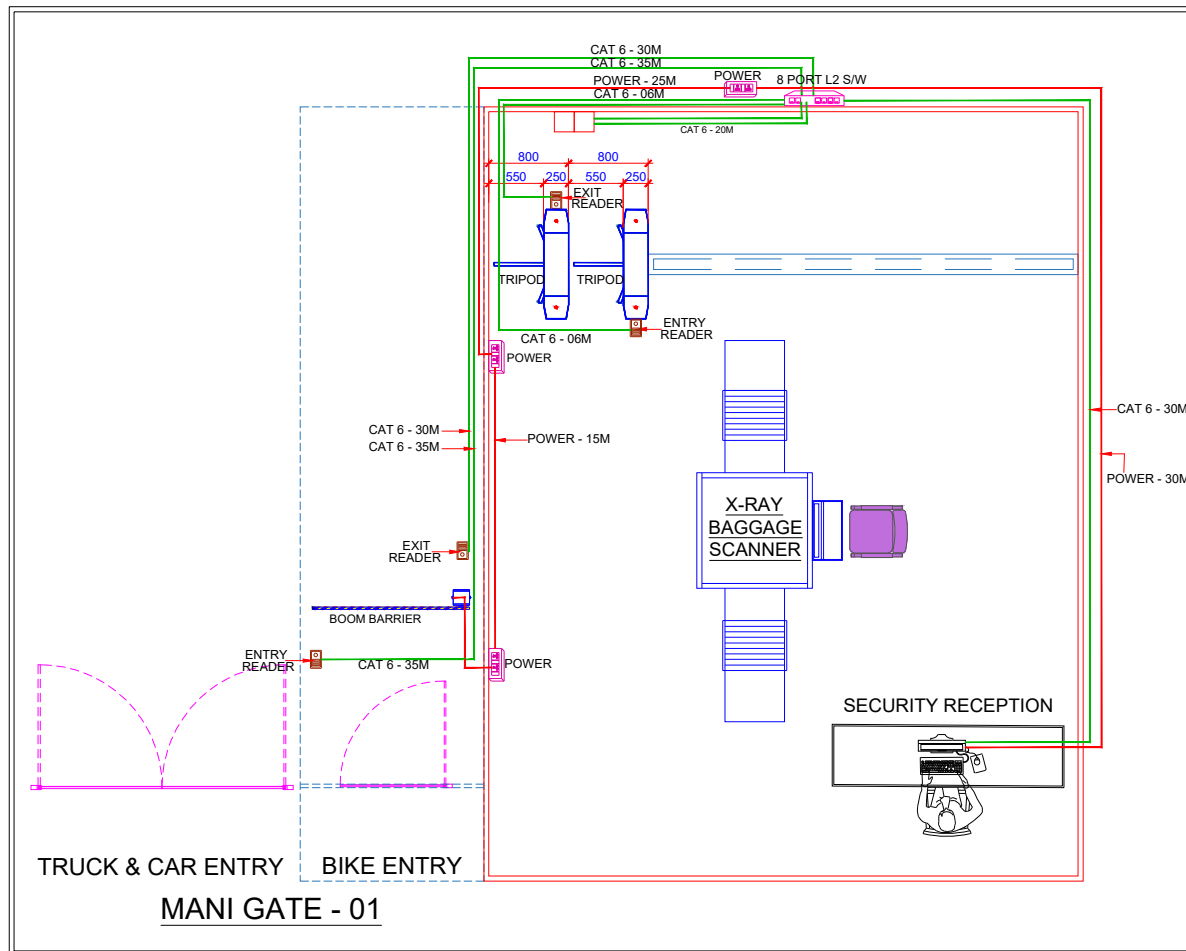 CAT 6 - 30M
CAT 6 - 35M
POWER - 25M
POWER
8 PORT L2 S/W
CAT 6 - 06M
CAT 6 - 20M
800
800
550
250
550
250
EXIT
READER
TRIPOD
TRIPOD
ENTRY
READER
CAT 6 - 06M
POWER
CAT 6 - 30M
CAT 6 - 30M
POWER - 15M
CAT 6 - 35M
POWER - 30M
X-RAY
BAGGAGE
SCANNER
EXIT
READER
BOOM BARRIER
ENTRY
READER
CAT 6 - 35M
POWER
SECURITY RECEPTION
TRUCK & CAR ENTRY
BIKE ENTRY
MANI GATE - 01